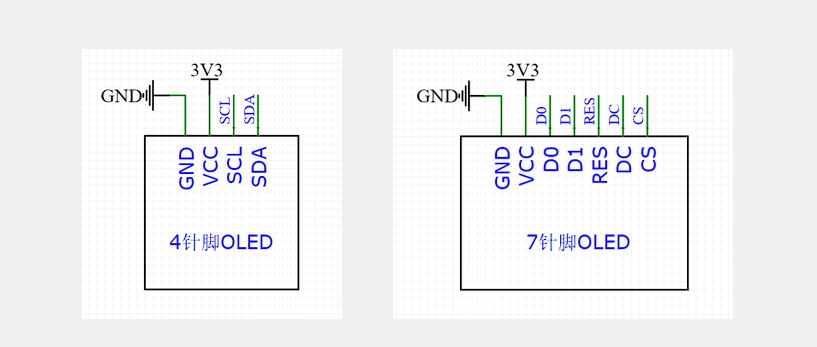 3V3
GND
SCL
SDA
GND
VCC
SCL
SDA
4针脚OLED
3V3
GND
D0
D1
RES
DC
CS
GND
VCC
D0
D1
RES
DC
CS
7针脚OLED